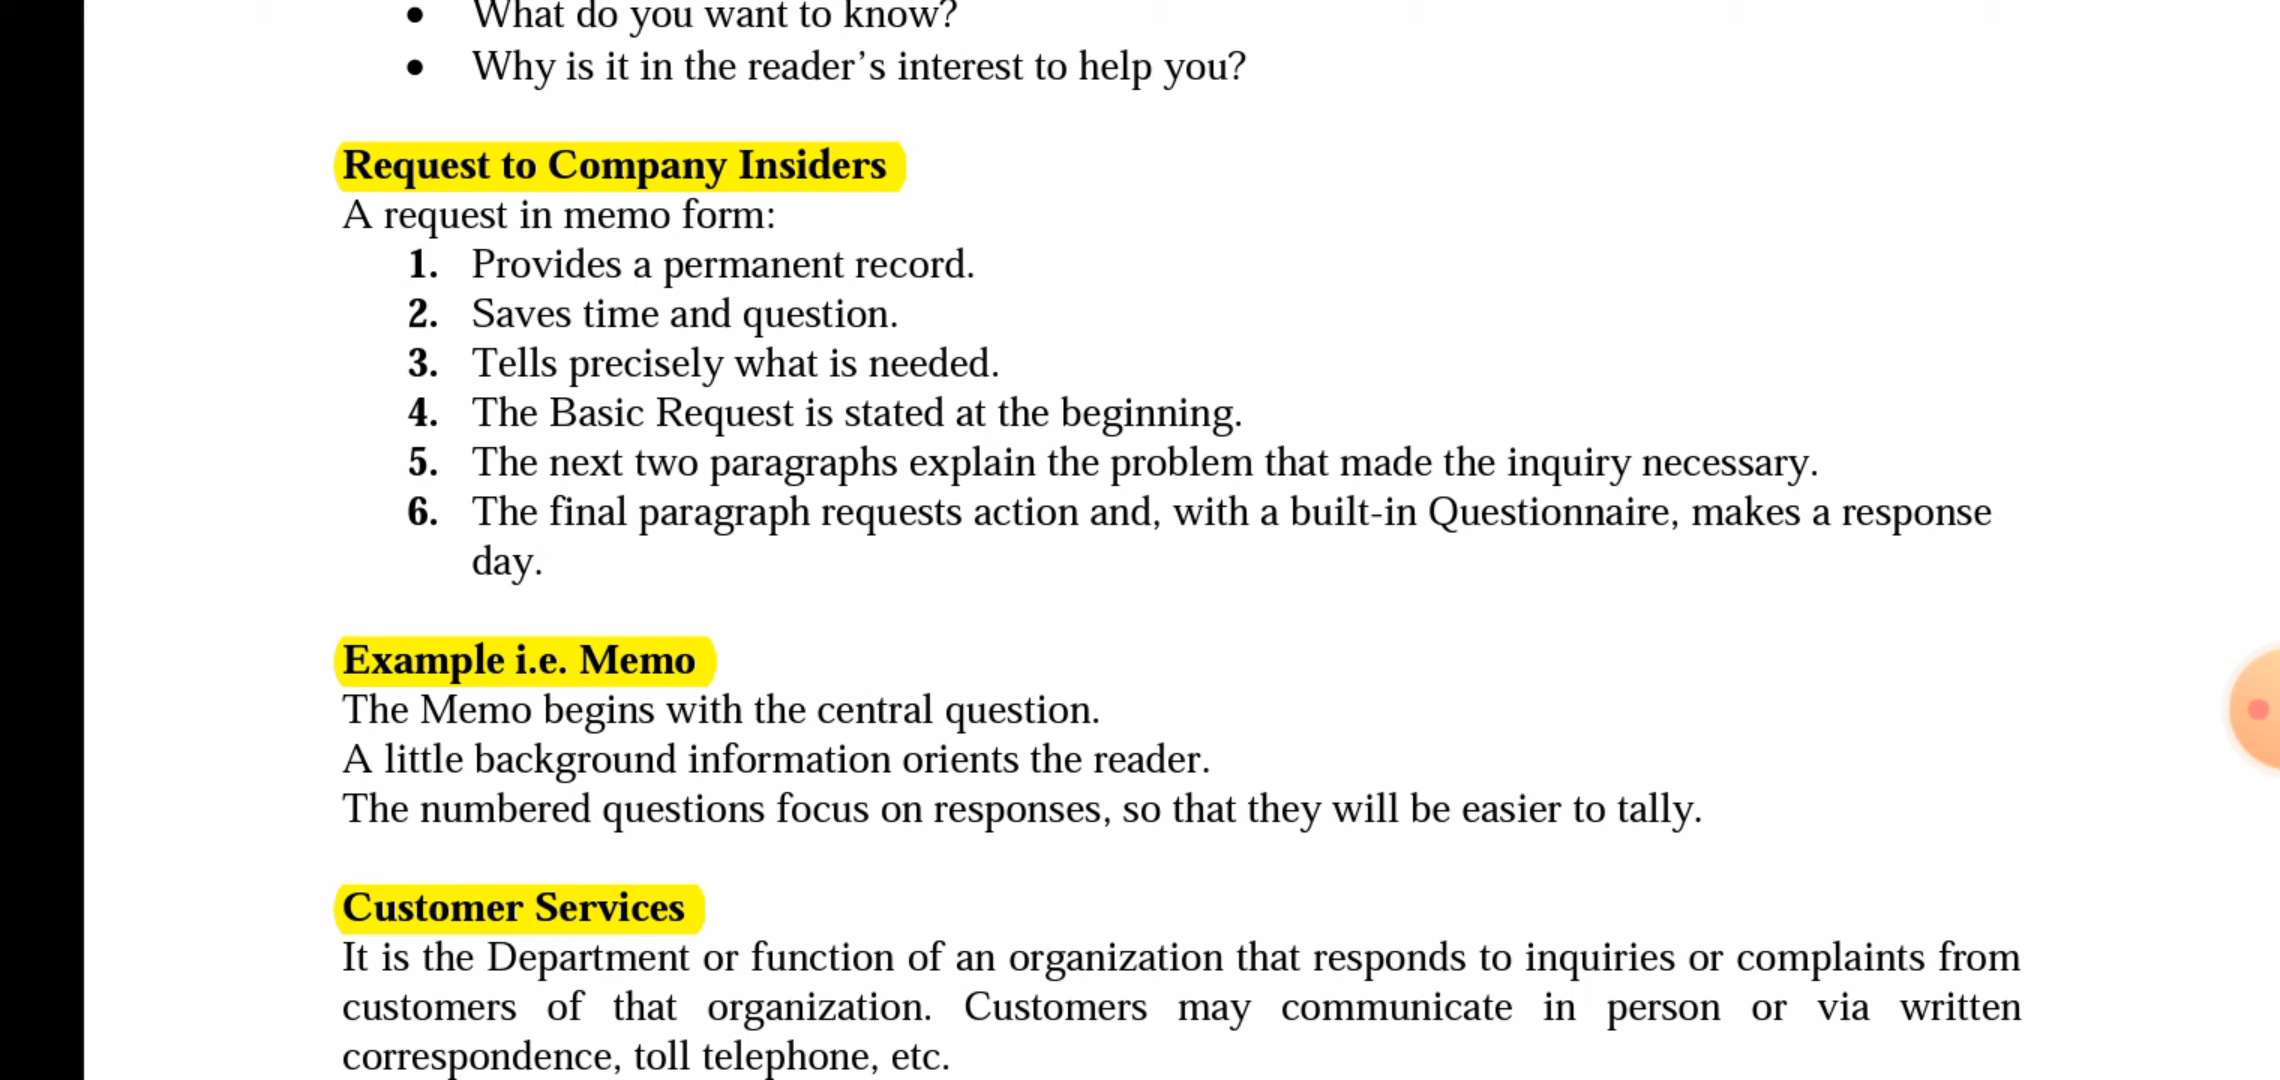 • What do you want to know?
• Why is it in the reader’s interest to help you?
Request to Company Insiders
A request in memo form:
1. Provides a permanent record.
2. Saves time and question.
3. Tells precisely what is needed.
4. The Basic Request is stated at the beginning.
5. The next two paragraphs explain the problem that made the inquiry necessary.
6. The final paragraph requests action and, with a built-in Questionnaire, makes a response
day.
Example i.e. Memo
The Memo begins with the central question.
A little background information orients the reader.
The numbered questions focus on responses, so that they will be easier to tally.
Customer Services
It is the Department or function of an organization that responds to inquiries or complaints from
customers of that organization. Customers may communicate in person or via written
correspondence, toll telephone, etc.